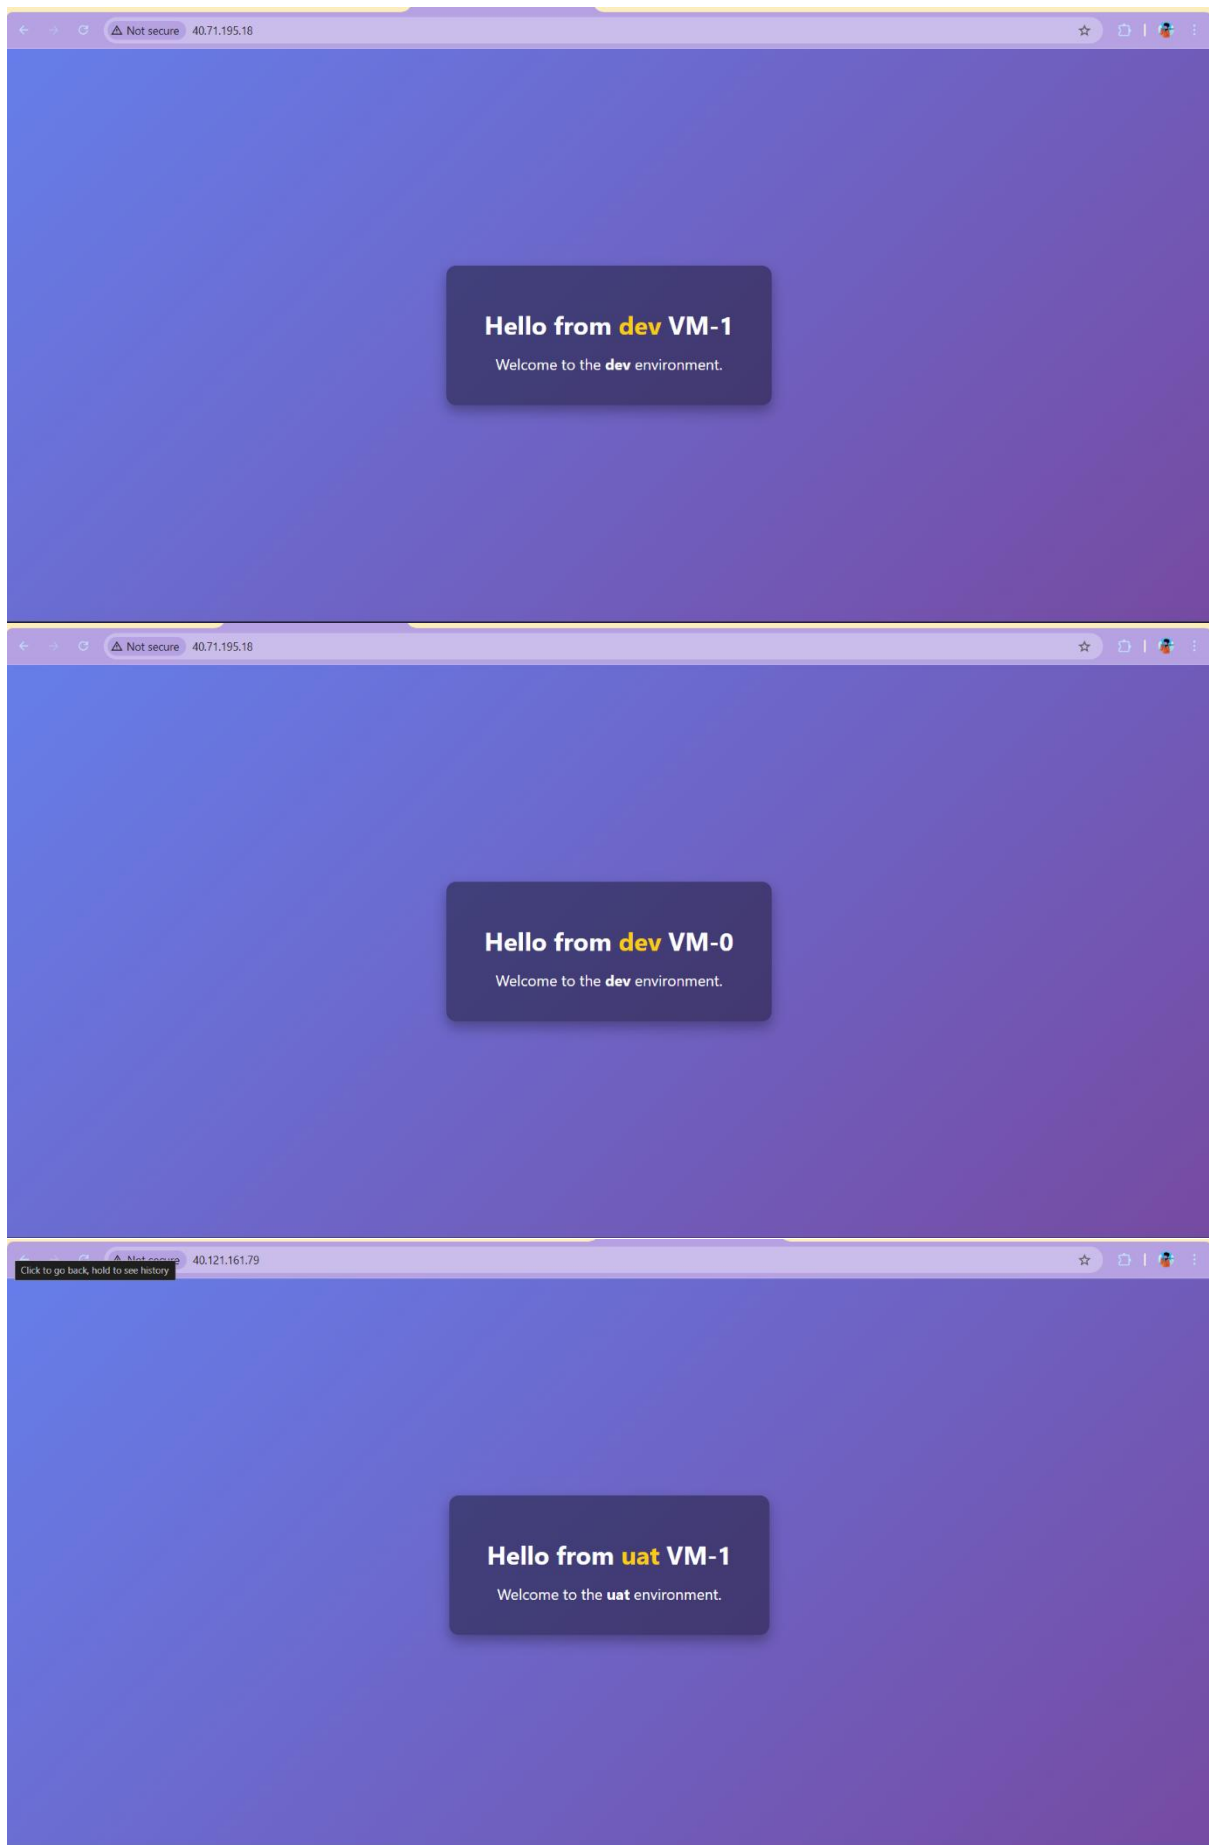 Not secure 40.71.195.18
Hello from dev VM-1
Welcome to the dev environment.
Not secure 40.71.195.18
Hello from dev VM-0
Welcome to the dev environment.
Not secure 40.121.161.79
Click to go back, hold to see history
Hello from uat VM-1
Welcome to the uat environment.